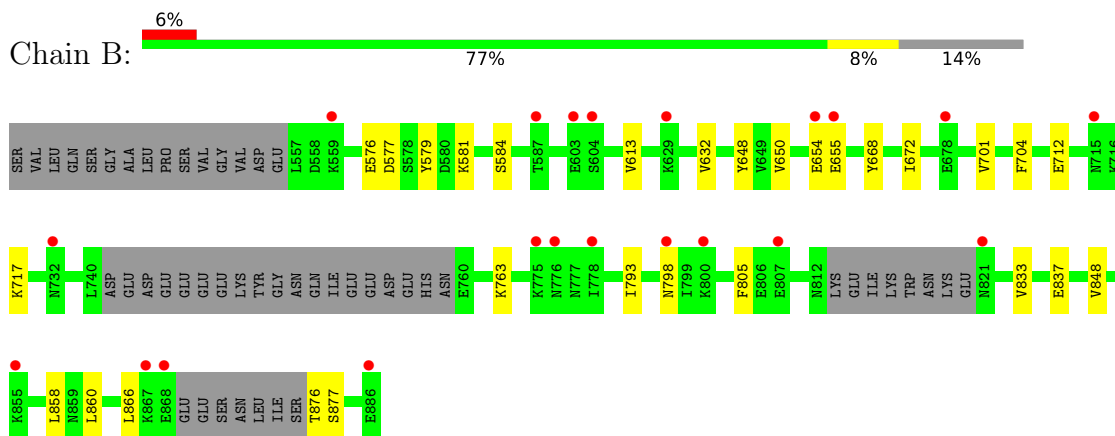 6%
Chain B:
77% 8% 14%
SER VAL LEU GLN SER GLY ALA LEU PRO SER VAL GLY VAL ASP GLU L557 D558 K559 E576 D577 S578 Y579 D580 K581 S584 T587 E603 S604 V613 K629 V632 Y648 V649 V650 E654 E655 Y668 I672 E678 V701 F704 E712 N715 K716
K717 N732 L740 ASP GLU ASP GLU GLU GLU GLU LYS TYR GLY ASN GLN ILE GLU GLU ASP GLU HIS ASN E760 K763 K775 N776 N777 I778 I793 N798 I799 K800 F805 E806 E807 N812 LYS GLU ILE LYS TRP ASN LYS GLU N821 V833 E837 V848
K855 L858 N859 L860 L866 K867 E868 GLU GLU SER ASN LEU ILE SER T876 S877 E886